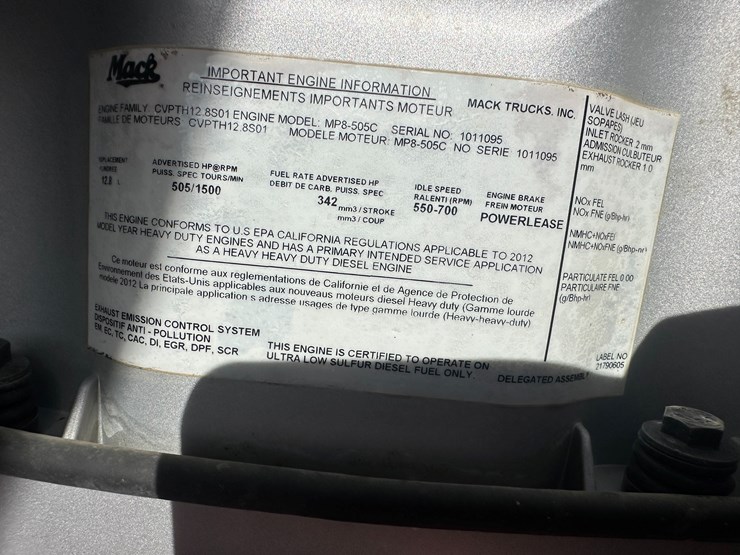 Mack
IMPORTANT ENGINE INFORMATION
REINSEIGNEMENTS IMPORTANTS MOTEUR
MACK TRUCKS, INC.
ENGINE FAMILY CVPTH12.8S01 ENGINE MODEL: MP8-505C SERIAL NO: 1011095
FAMILLE DE MOTEURS CVPTH12.8S01 MODELE MOTEUR: MP8-505C NO SERIE 1011095
12.8 L
ADVERTISED HP@RPM
PUISS. SPEC TOURS/MIN
505/1500
FUEL RATE ADVERTISED HP
DEBIT DE CARB. PUISS. SPEC
342 mm3 / STROKE
mm3 / COUP
IDLE SPEED
RALENTI (RPM)
550-700
ENGINE BRAKE
FREIN MOTEUR
POWERLEASE
THIS ENGINE CONFORMS TO U.S EPA CALIFORNIA REGULATIONS APPLICABLE TO 2012
MODEL YEAR HEAVY DUTY ENGINES AND HAS A PRIMARY INTENDED SERVICE APPLICATION
AS A HEAVY HEAVY DUTY DIESEL ENGINE
Ce moteur est conforme aux réglementations de Californie et de Agence de Protection de
Environnement des Etats-Unis applicables aux nouveaux moteurs diesel Heavy duty (Gamme lourde
modele 2012 La principale application s adresse usages de type gamme lourde (Heavy-heavy-duty)
EXHAUST EMISSION CONTROL SYSTEM
DISPOSITIF ANTI - POLLUTION
EM, EC, TC, CAC, DI, EGR, DPF, SCR
THIS ENGINE IS CERTIFIED TO OPERATE ON
ULTRA LOW SULFUR DIESEL FUEL ONLY
DELEGATED ASSEMBLY
VALVE LASH (JEU
SOPAPES)
INLET ROCKER .2 mm
ADMISSION CULBUTEUR
EXHAUST ROCKER 1.0
mm
NOx FEL
NOx FNE (g/Bhp-hr)
NMHC+NOxFEl
NMHC+NOxFNE (g/Bhp-hr)
PARTICULATE FEL 0.00
PARTICULAIRE FNE
(g/Bhp-hr)
LABEL NO
21790605